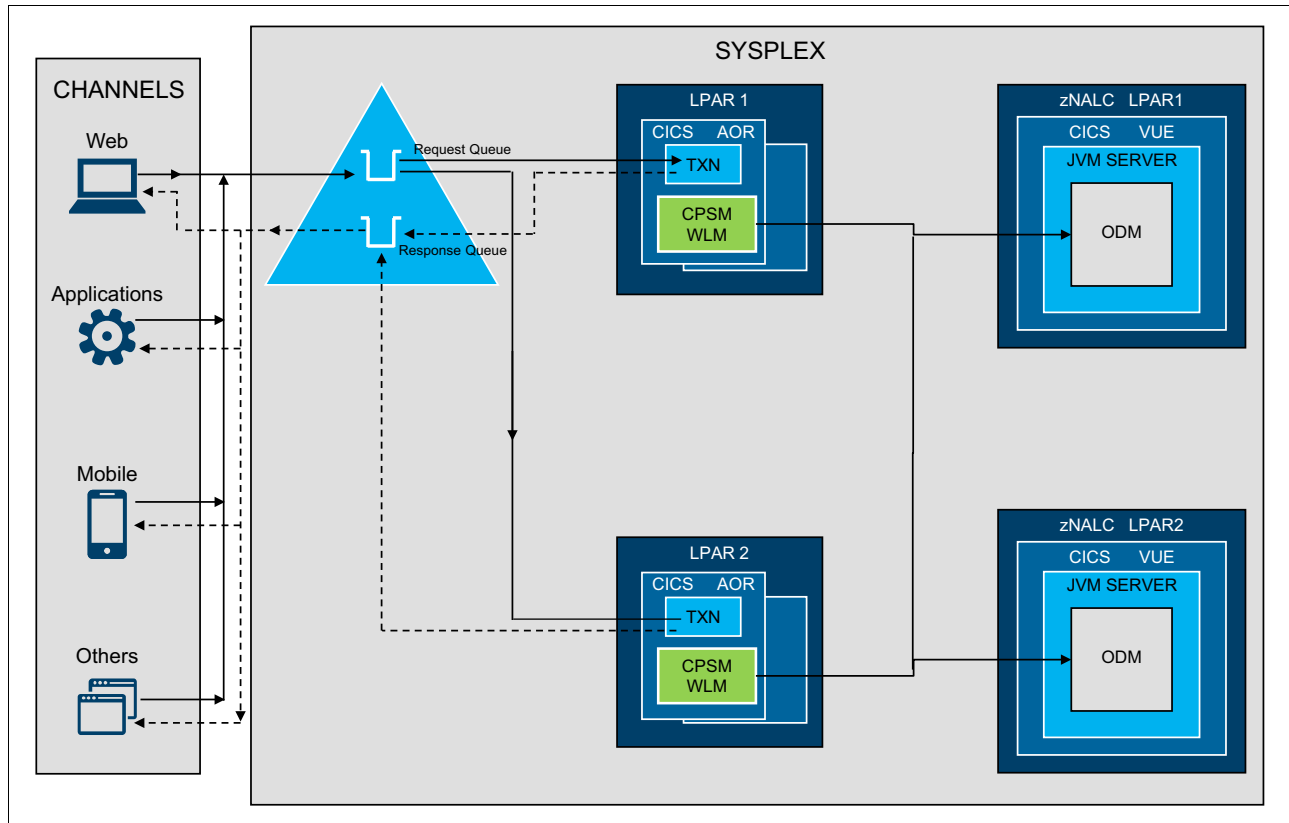 SYSPLEX
CHANNELS
Web
Applications
Mobile
Others
Request Queue
Response Queue
LPAR 1
CICS AOR
TXN
CPSM
WLM
zNALC LPAR1
CICS VUE
JVM SERVER
ODM
LPAR 2
CICS AOR
TXN
CPSM
WLM
zNALC LPAR2
CICS VUE
JVM SERVER
ODM